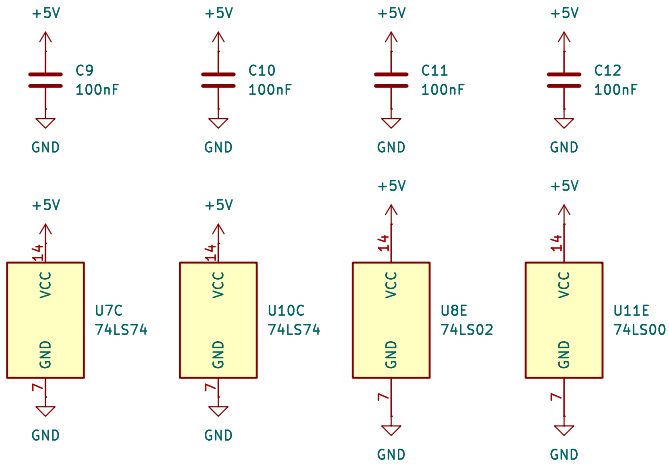 +5V
+5V
+5V
+5V
C9
100nF
C10
100nF
C11
100nF
C12
100nF
GND
GND
GND
GND
+5V
+5V
+5V
+5V
14
VCC
GND
7
U7C
74LS74
GND
14
VCC
GND
7
U10C
74LS74
GND
14
VCC
GND
7
U8E
74LS02
GND
14
VCC
GND
7
U11E
74LS00
GND